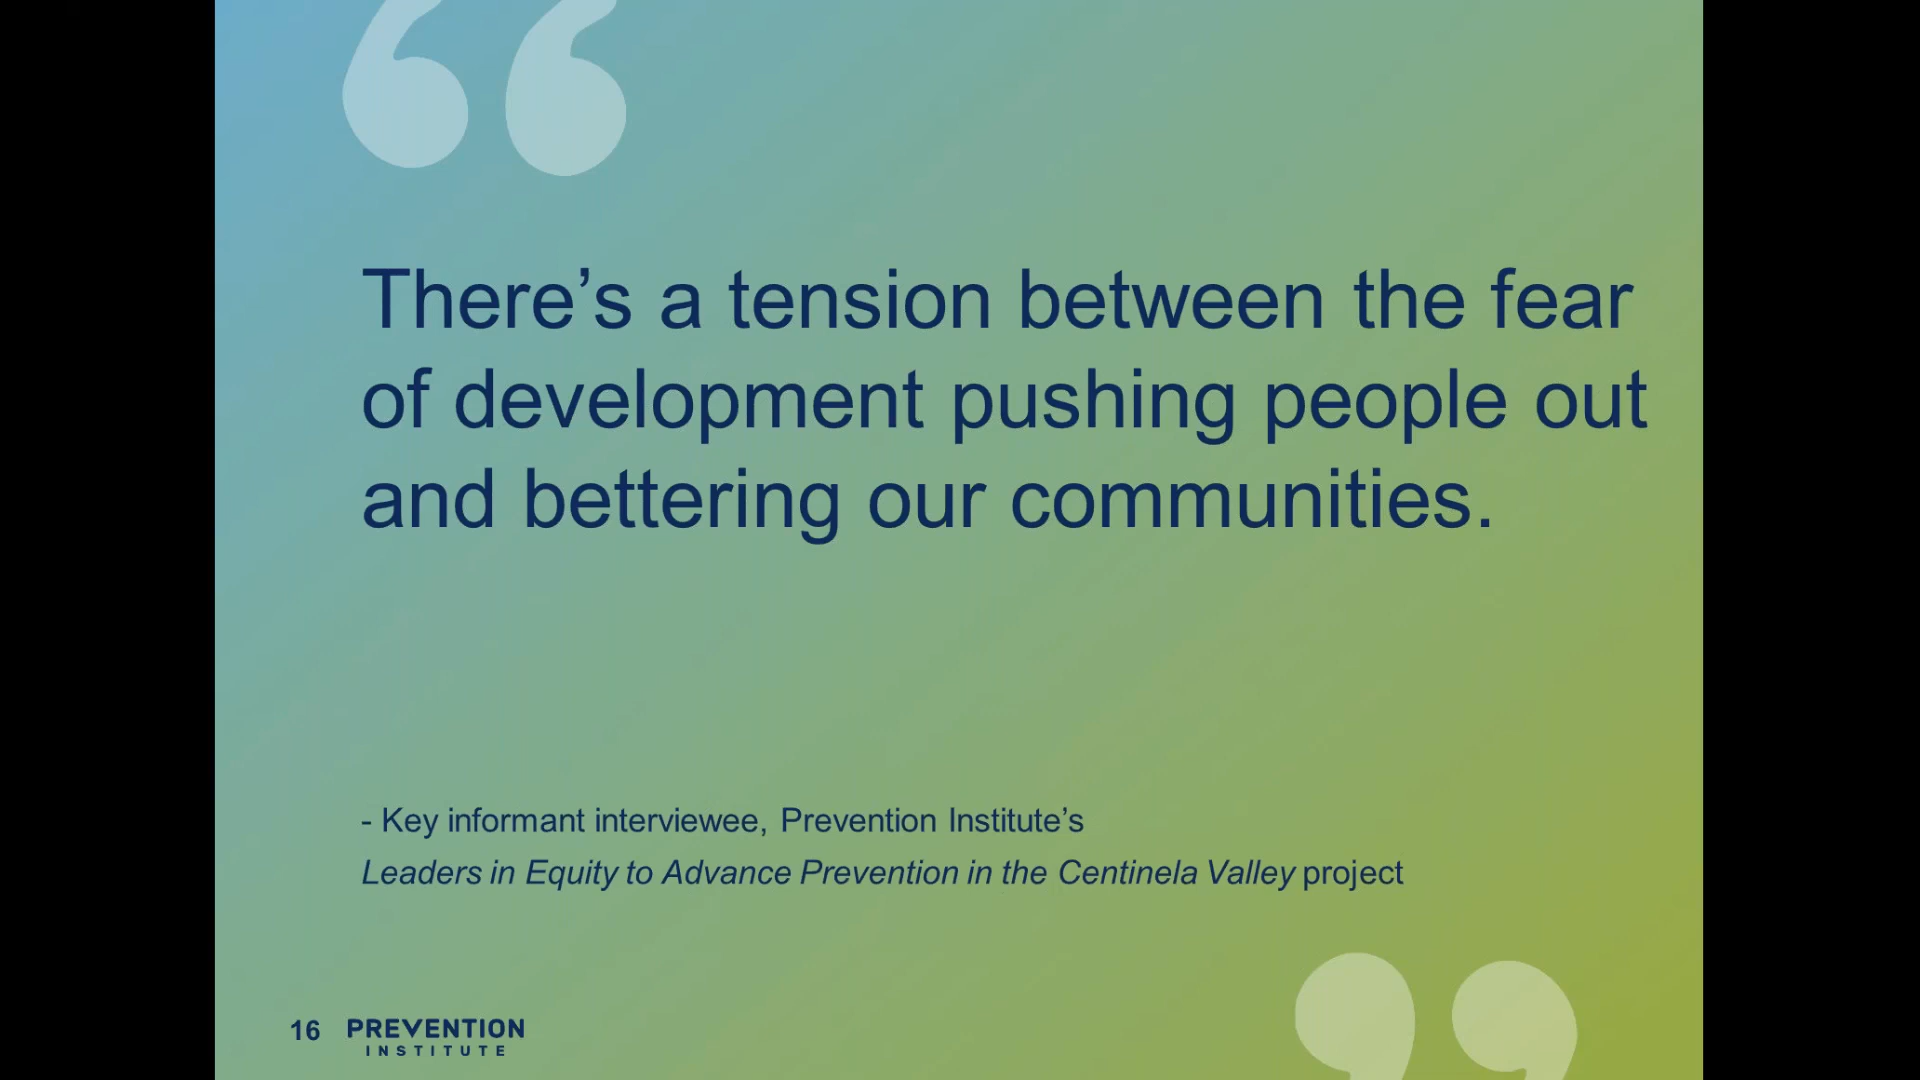 There’s a tension between the fear
of development pushing people out
and bettering our communities.
- Key informant interviewee, Prevention Institute’s
Leaders in Equity to Advance Prevention in the Centinela Valley project
16 PREVENTION
INSTITUTE